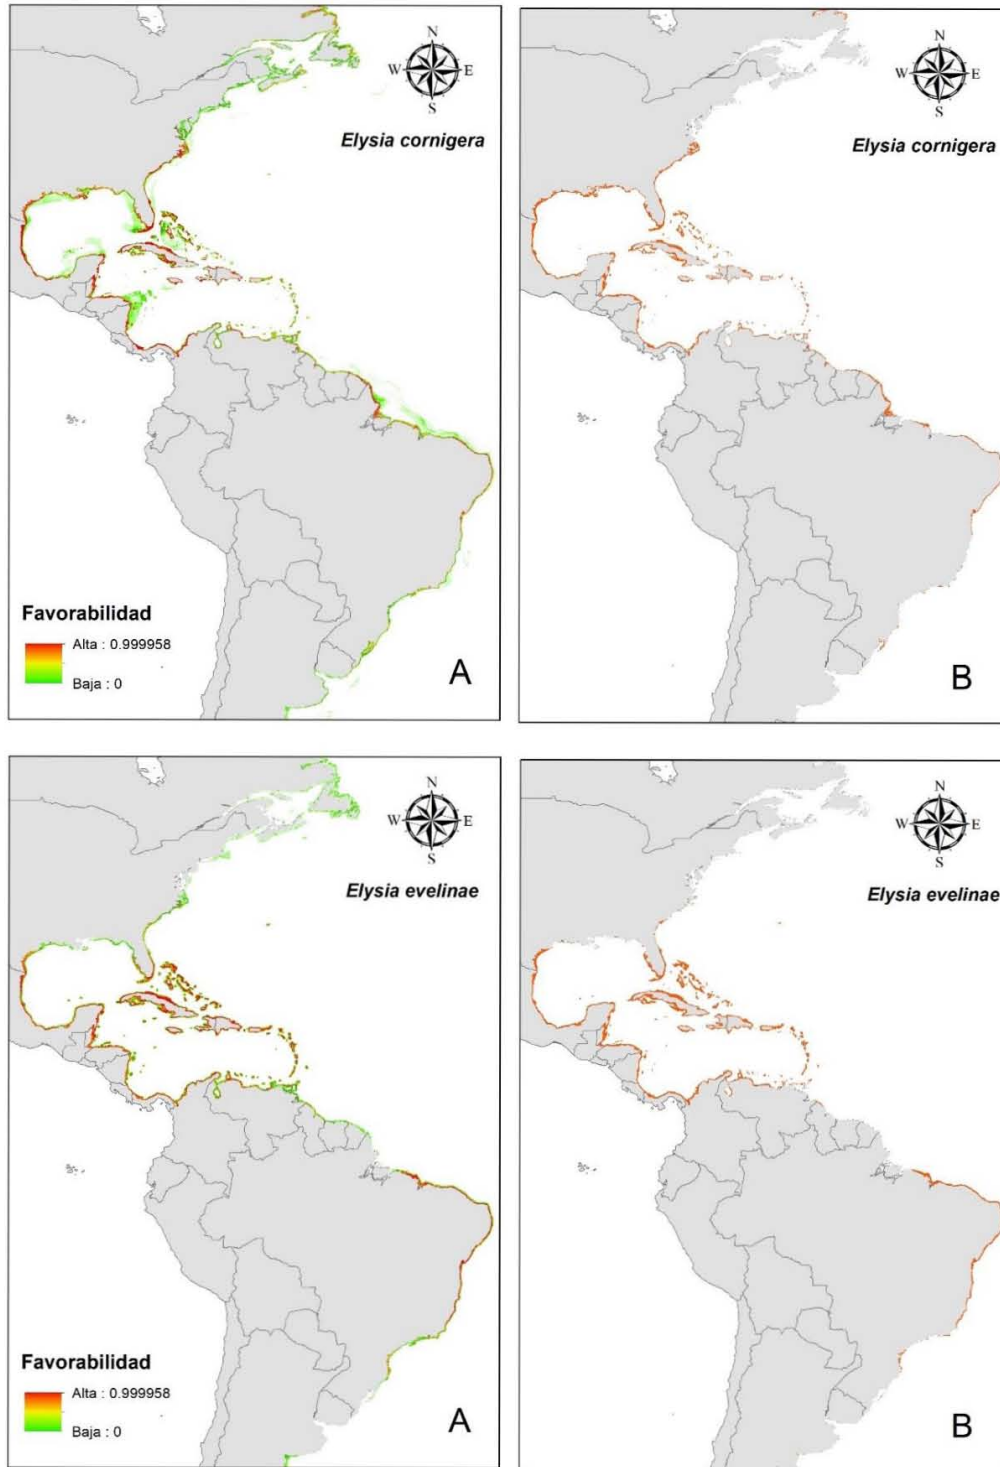 N
W E
S
Elysia cornigera
Favorabilidad
Alta : 0.999958
Baja : 0
A
N
W E
S
Elysia cornigera
B
N
W E
S
Elysia evelinae
Favorabilidad
Alta : 0.999958
Baja : 0
A
N
W E
S
Elysia evelinae
B